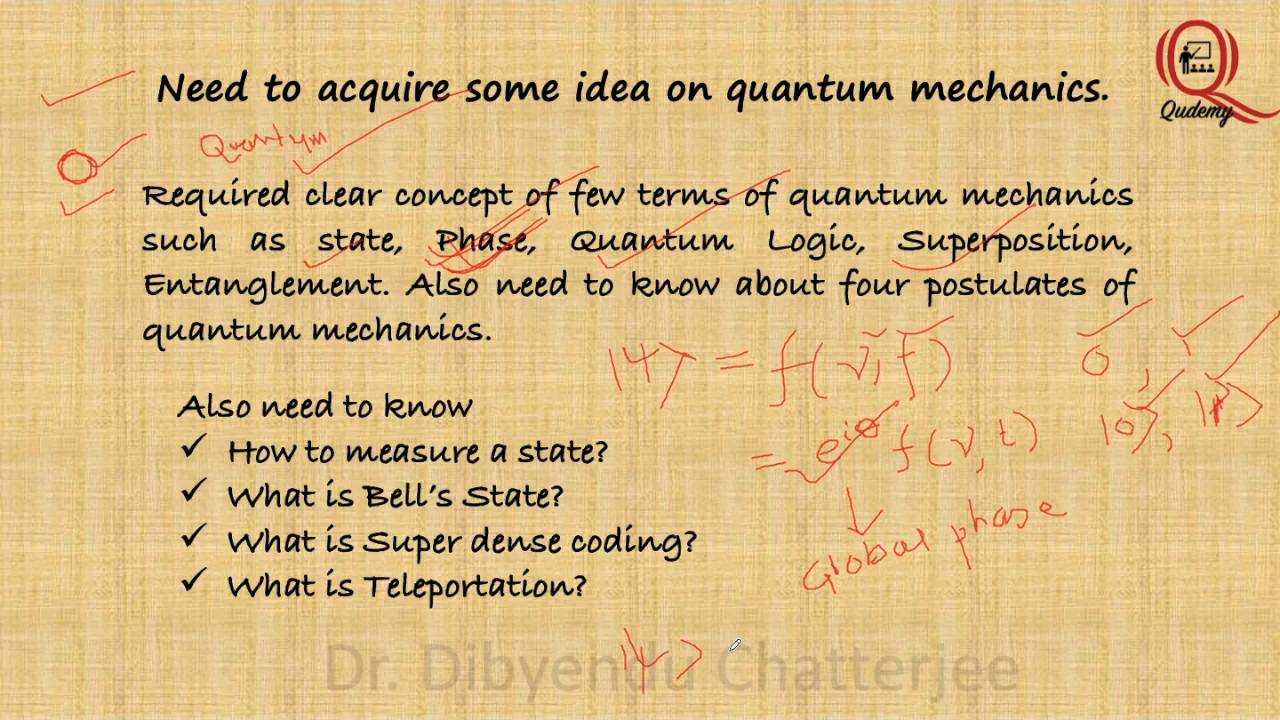 Need to acquire some idea on quantum mechanics.
Qudemy
Quantum
Required clear concept of few terms of quantum mechanics
such as state, Phase, Quantum Logic, Superposition,
Entanglement. Also need to know about four postulates of
quantum mechanics.
|ψ> = f(r, t)
0, 1
= e^iθ f(r, t)
|0>, |1>
Global phase
Also need to know
✓ How to measure a state?
✓ What is Bell's State?
✓ What is Super dense coding?
✓ What is Teleportation?
|ψ>
Dr. Dibyendu Chatterjee